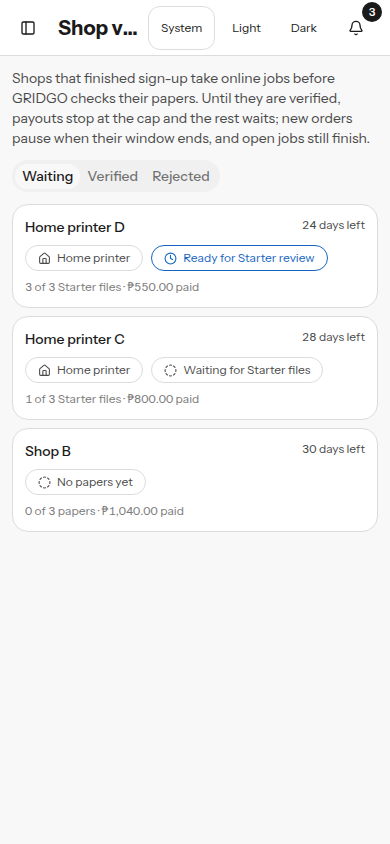 Shop v...
System
Light
Dark
3
Shops that finished sign-up take online jobs before
GRIDGO checks their papers. Until they are verified,
payouts stop at the cap and the rest waits; new orders
pause when their window ends, and open jobs still finish.
Waiting
Verified
Rejected
Home printer D
24 days left
Home printer
Ready for Starter review
3 of 3 Starter files · ₱550.00 paid
Home printer C
28 days left
Home printer
Waiting for Starter files
1 of 3 Starter files · ₱800.00 paid
Shop B
30 days left
No papers yet
0 of 3 papers · ₱1,040.00 paid